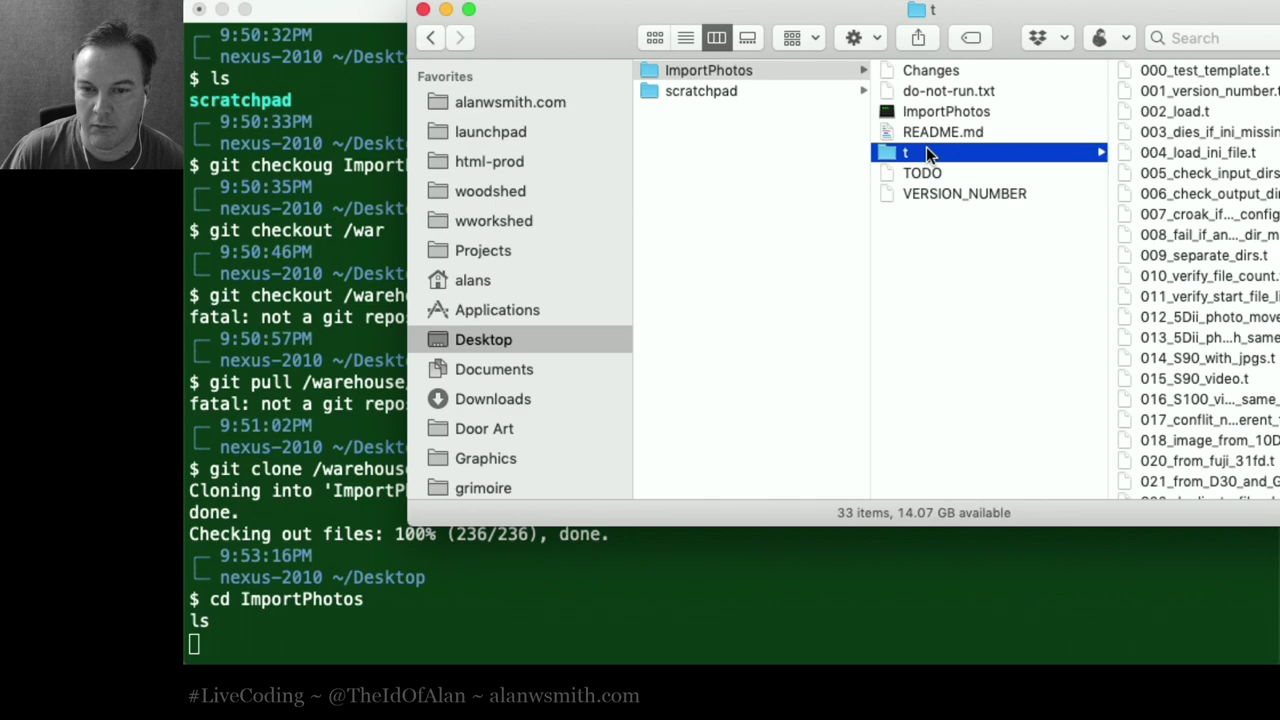 9:50:32PM
nexus-2010 ~/Deskt
$ ls
scratchpad
9:50:33PM
nexus-2010 ~/Deskt
$ git checkoug Import
9:50:35PM
nexus-2010 ~/Deskt
$ git checkout /war
9:50:46PM
nexus-2010 ~/Deskt
$ git checkout /wareh
fatal: not a git repos
9:50:57PM
nexus-2010 ~/Deskt
$ git pull /warehouse
fatal: not a git repos
9:51:02PM
nexus-2010 ~/Deskt
$ git clone /warehouse
Cloning into 'ImportP
done.
Checking out files: 100% (236/236), done.
9:53:16PM
nexus-2010 ~/Desktop
$ cd ImportPhotos
ls
t
Search
Favorites
alanwsmith.com
launchpad
html-prod
woodshed
wworkshed
Projects
alans
Applications
Desktop
Documents
Downloads
Door Art
Graphics
grimoire
ImportPhotos
scratchpad
Changes
do-not-run.txt
ImportPhotos
README.md
t
TODO
VERSION_NUMBER
000_test_template.t
001_version_number.t
002_load.t
003_dies_if_ini_missin
004_load_ini_file.t
005_check_input_dirs
006_check_output_di
007_croak_if..._config
008_fail_if_an..._dir_m
009_separate_dirs.t
010_verify_file_count.
011_verify_start_file_li
012_5Dii_photo_move
013_5Dii_ph...h_same
014_S90_with_jpgs.t
015_S90_video.t
016_S100_vi..._same_
017_conflit_n...erent_f
018_image_from_10D
020_from_fuji_31fd.t
021_from_D30_and_G
33 items, 14.07 GB available
#LiveCoding ~ @TheIdOfAlan ~ alanwsmith.com